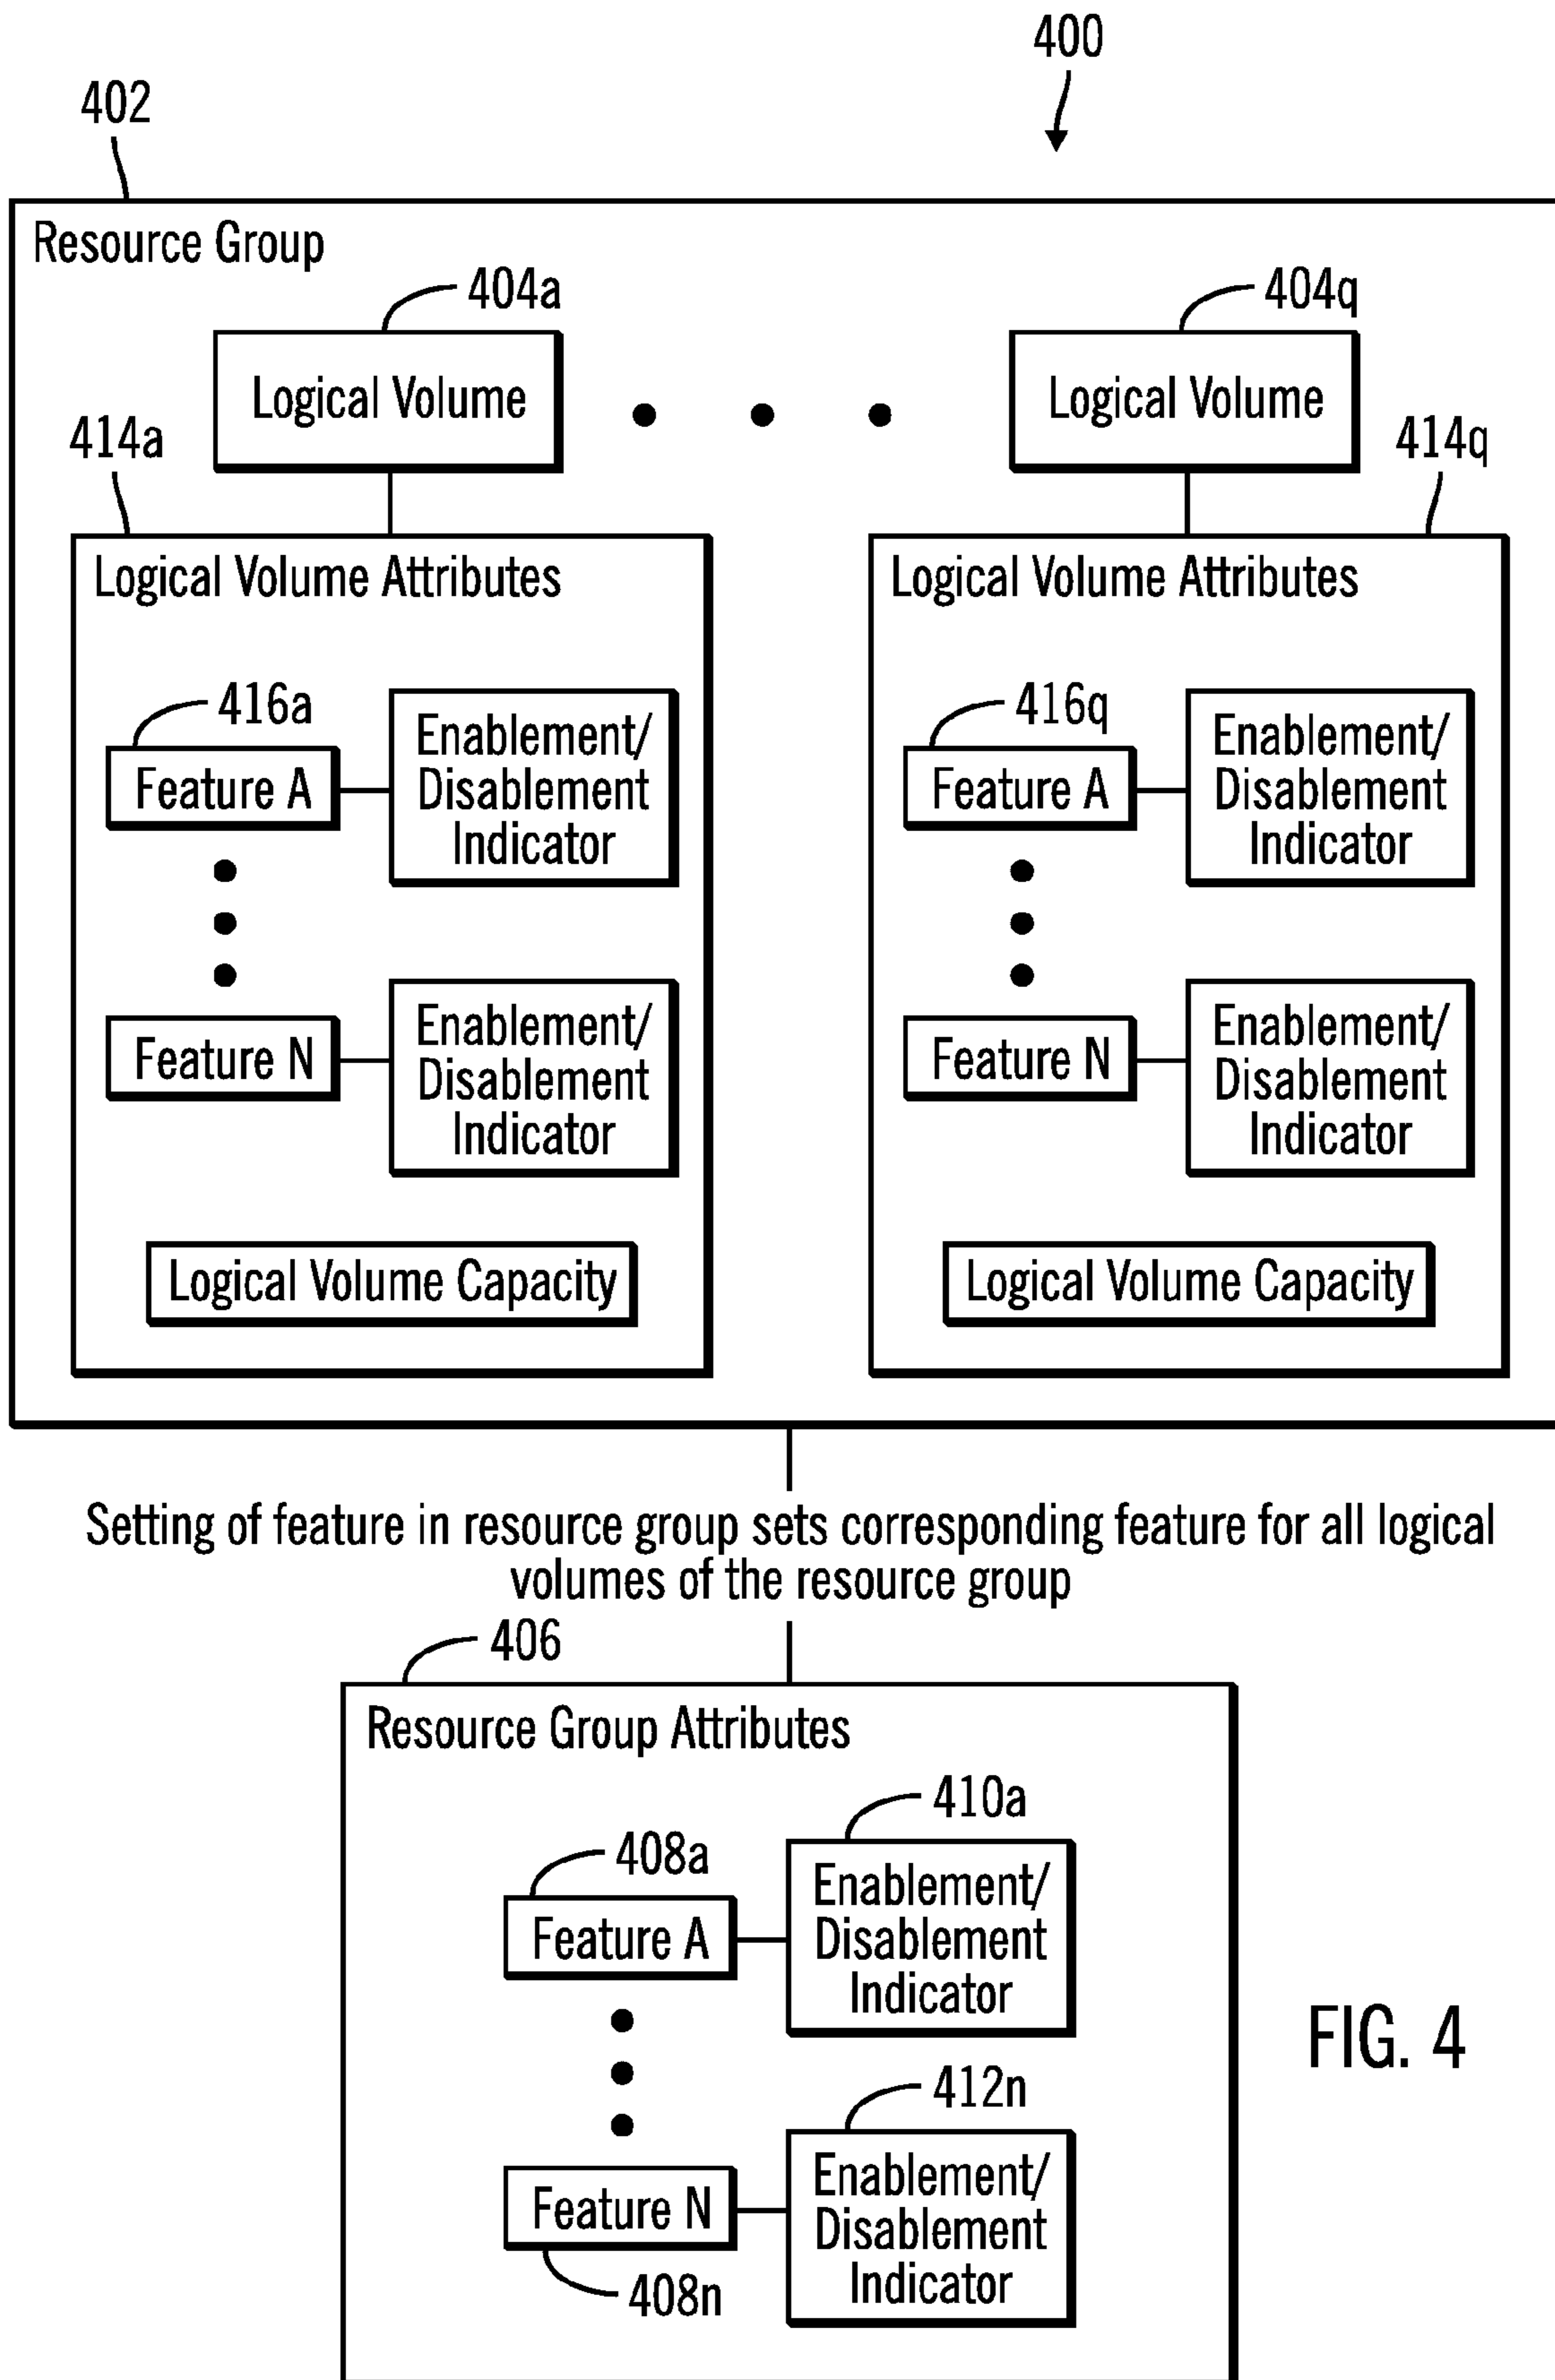 400
402
Resource Group
404a
404q
Logical Volume
Logical Volume
414a
414q
Logical Volume Attributes
416a
Feature A
Enablement/
Disablement
Indicator
Feature N
Enablement/
Disablement
Indicator
Logical Volume Capacity
Logical Volume Attributes
416q
Feature A
Enablement/
Disablement
Indicator
Feature N
Enablement/
Disablement
Indicator
Logical Volume Capacity
Setting of feature in resource group sets corresponding feature for all logical
volumes of the resource group
406
Resource Group Attributes
410a
408a
Feature A
Enablement/
Disablement
Indicator
412n
Feature N
Enablement/
Disablement
Indicator
408n
FIG. 4